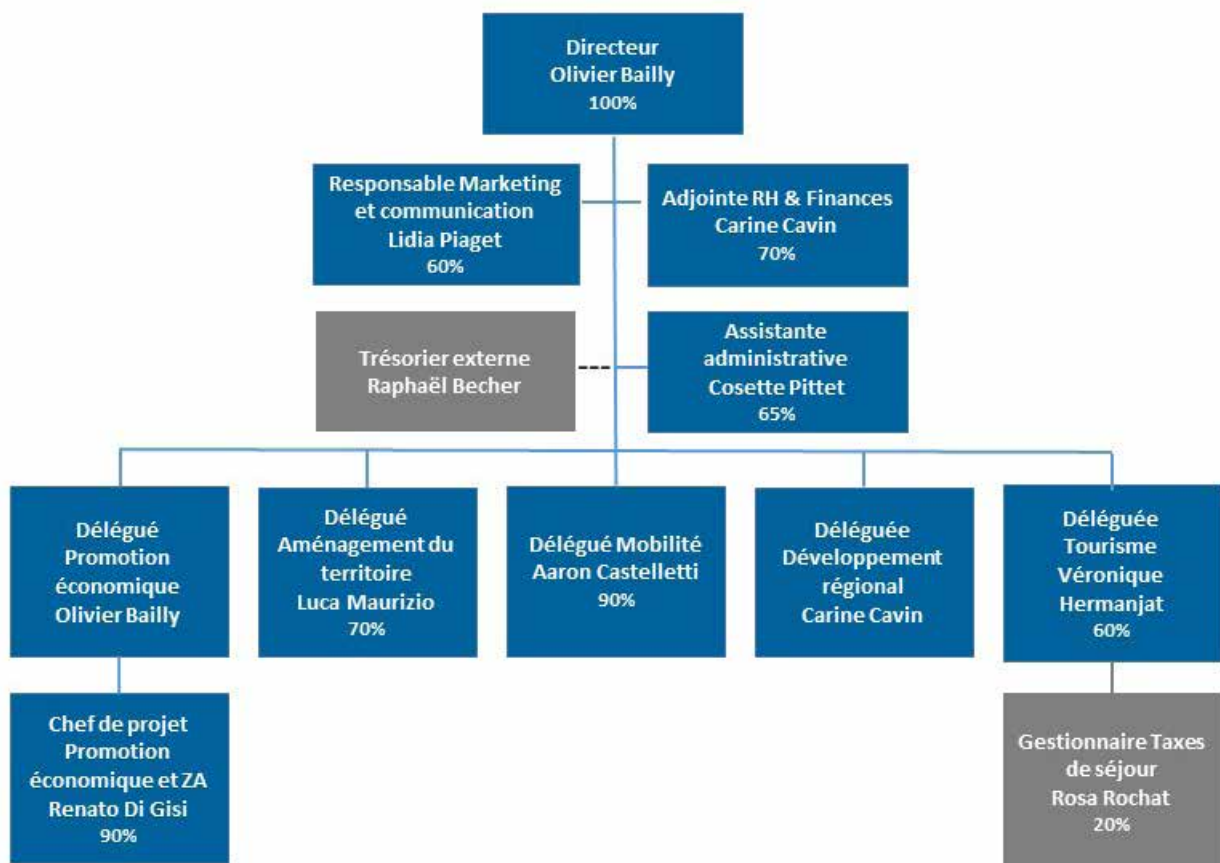 Directeur
Olivier Bailly
100%
Responsable Marketing
et communication
Lidia Piaget
60%
Adjointe RH & Finances
Carine Cavin
70%
Trésorier externe
Raphaël Becher
Assistante
administrative
Cosette Pittet
65%
Délégué
Promotion
économique
Olivier Bailly
Délégué
Aménagement du
territoire
Luca Maurizio
70%
Délégué Mobilité
Aaron Castelletti
90%
Déléguée
Développement
régional
Carine Cavin
Déléguée
Tourisme
Véronique
Hermanjat
60%
Chef de projet
Promotion
économique et ZA
Renato Di Gisi
90%
Gestionnaire Taxes
de séjour
Rosa Rochat
20%